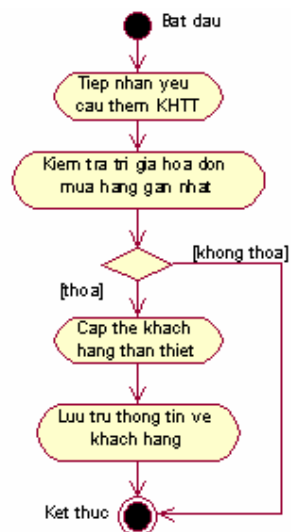 Bat dau
Tiep nhan yeu
cau them KHTT
Kiem tra tri gia hoa don
mua hang gan nhat
[khong thoa]
[thoa]
Cap the khach
hang than thiet
Luu tru thong tin ve
khach hang
Ket thuc